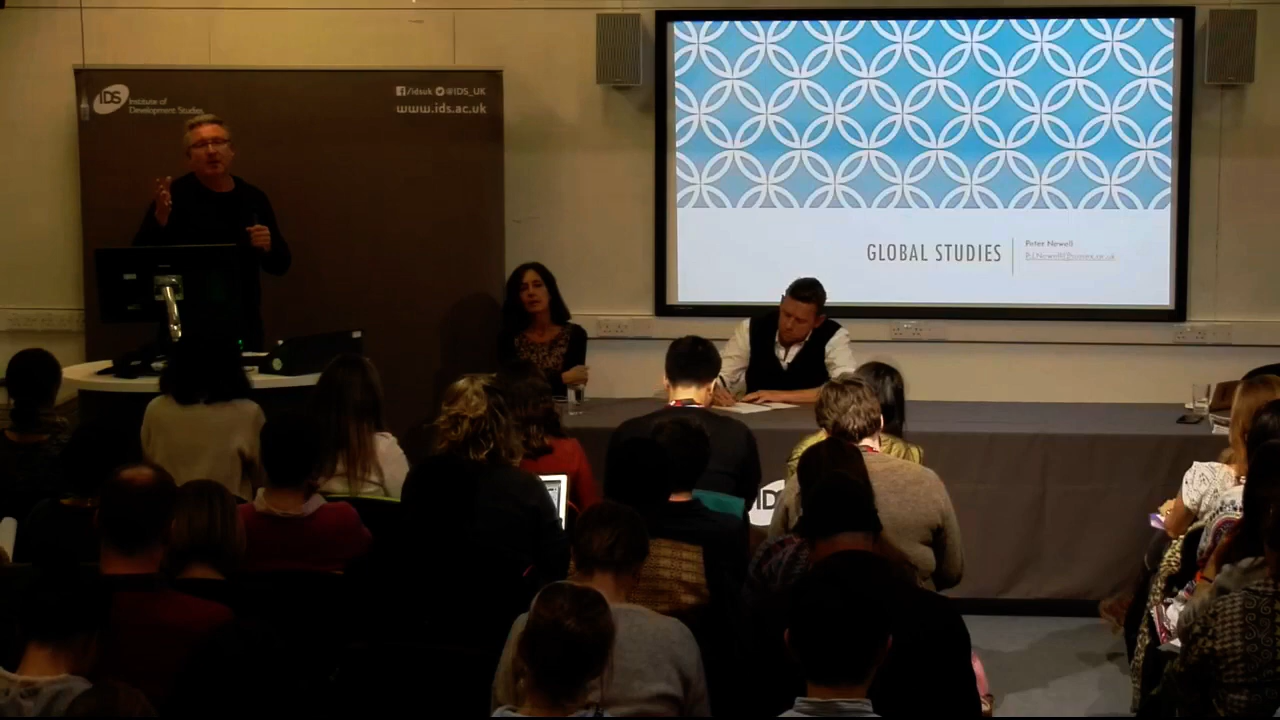 IDS
Institute of
Development Studies
/idsuk @IDS_UK
www.ids.ac.uk
GLOBAL STUDIES
Peter Newell
IDS